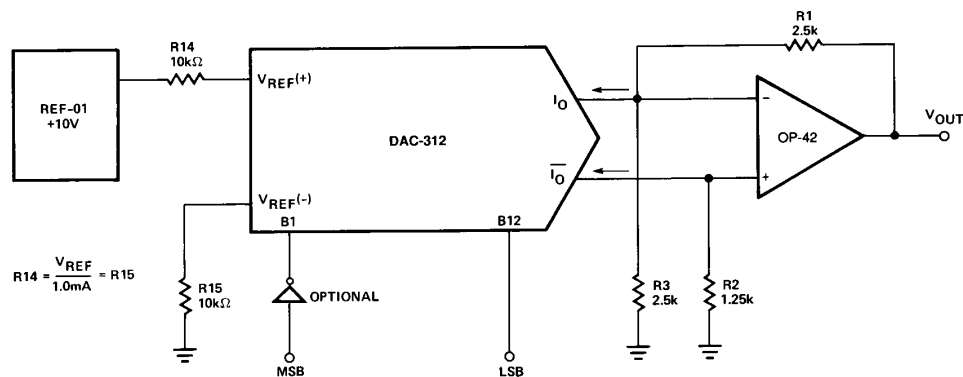 REF-01
+10V
R14
10kΩ
VREF(+)
VREF(-)
B1
B12
DAC-312
IO
I̅O̅
R1
2.5k
−
+
OP-42
VOUT
R14 = VREF / 1.0mA = R15
R15
10kΩ
OPTIONAL
MSB
LSB
R3
2.5k
R2
1.25k